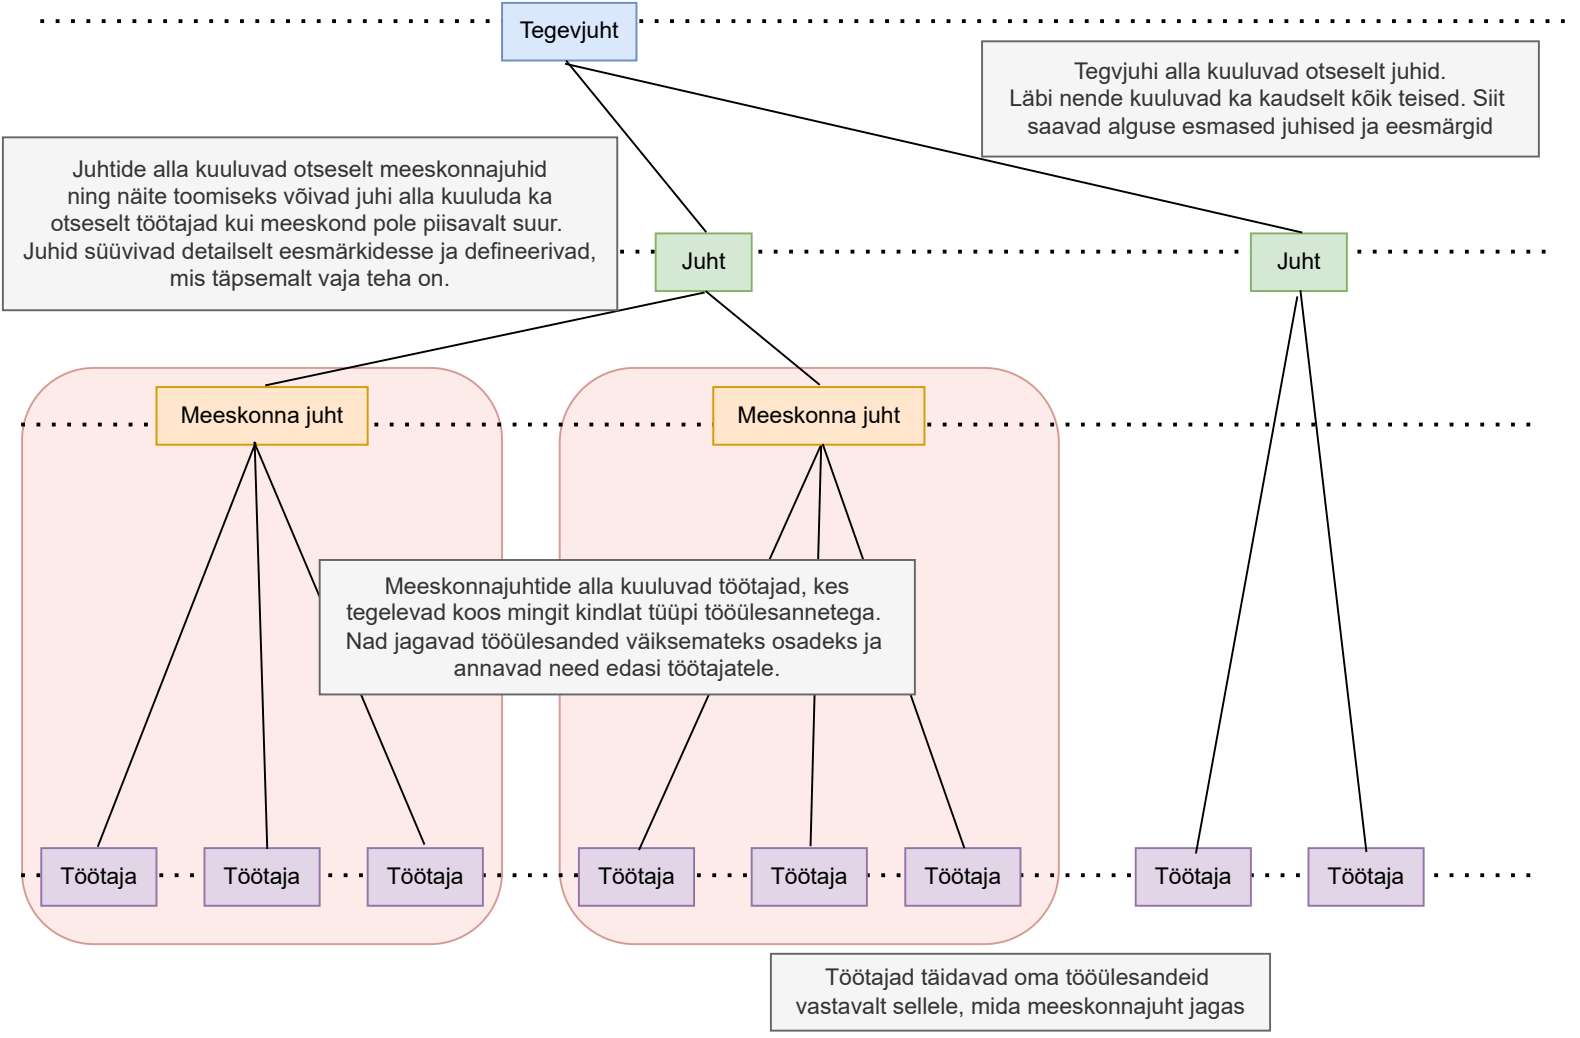 Tegevjuht
Tegvjuhi alla kuuluvad otseselt juhid.
Läbi nende kuuluvad ka kaudselt kõik teised. Siit
saavad alguse esmased juhised ja eesmärgid
Juhtide alla kuuluvad otseselt meeskonnajuhid
ning näite toomiseks võivad juhi alla kuuluda ka
otseselt töötajad kui meeskond pole piisavalt suur.
Juhid süüvivad detailselt eesmärkidesse ja defineerivad,
mis täpsemalt vaja teha on.
Juht
Juht
Meeskonna juht
Meeskonna juht
Meeskonnajuhtide alla kuuluvad töötajad, kes
tegelevad koos mingit kindlat tüüpi tööülesannetega.
Nad jagavad tööülesanded väiksemateks osadeks ja
annavad need edasi töötajatele.
Töötaja
Töötaja
Töötaja
Töötaja
Töötaja
Töötaja
Töötaja
Töötaja
Töötajad täidavad oma tööülesandeid
vastavalt sellele, mida meeskonnajuht jagas